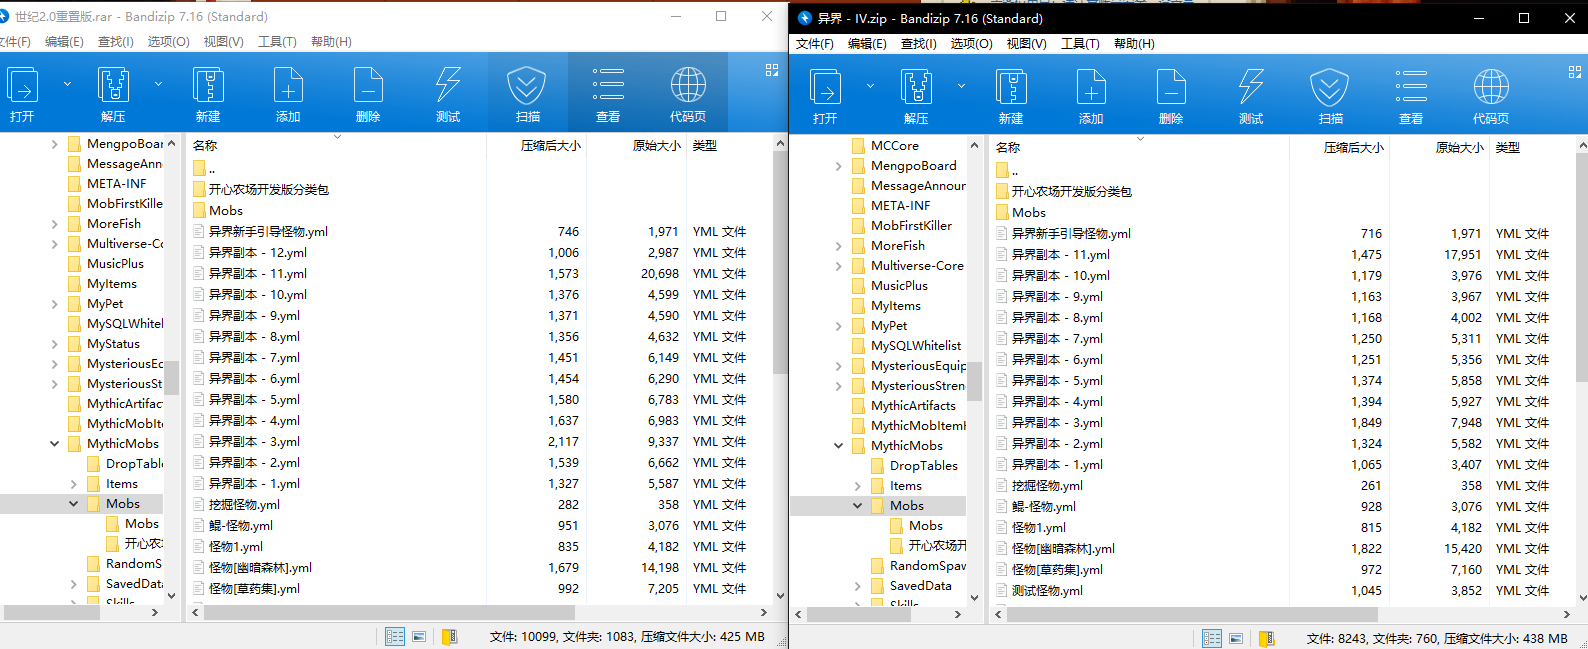 世纪2.0重置版.rar - Bandizip 7.16 (Standard)
文件(F) 编辑(E) 查找(I) 选项(O) 视图(V) 工具(T) 帮助(H)
打开 解压 新建 添加 删除 测试 扫描 查看 代码页
MengpoBoar
MessageAnn
META-INF
MobFirstKille
MoreFish
Multiverse-Co
MusicPlus
MyItems
MyPet
MySQLWhitel
MyStatus
MysteriousEq
MysteriousSt
MythicArtifac
MythicMobIte
MythicMobs
DropTable
Items
Mobs
Mobs
开心农
RandomS
SavedData
Skills
名称 压缩后大小 原始大小 类型
..
开心农场开发版分类包
Mobs
异界新手引导怪物.yml 746 1,971 YML 文件
异界副本 - 12.yml 1,006 2,987 YML 文件
异界副本 - 11.yml 1,573 20,698 YML 文件
异界副本 - 10.yml 1,376 4,599 YML 文件
异界副本 - 9.yml 1,371 4,590 YML 文件
异界副本 - 8.yml 1,356 4,632 YML 文件
异界副本 - 7.yml 1,451 6,149 YML 文件
异界副本 - 6.yml 1,454 6,290 YML 文件
异界副本 - 5.yml 1,580 6,783 YML 文件
异界副本 - 4.yml 1,637 6,983 YML 文件
异界副本 - 3.yml 2,117 9,337 YML 文件
异界副本 - 2.yml 1,539 6,662 YML 文件
异界副本 - 1.yml 1,327 5,587 YML 文件
挖掘怪物.yml 282 358 YML 文件
鲲-怪物.yml 951 3,076 YML 文件
怪物1.yml 835 4,182 YML 文件
怪物[幽暗森林].yml 1,679 14,198 YML 文件
怪物[草药集].yml 992 7,205 YML 文件
文件: 10099, 文件夹: 1083, 压缩文件大小: 425 MB
异界 - IV.zip - Bandizip 7.16 (Standard)
文件(F) 编辑(E) 查找(I) 选项(O) 视图(V) 工具(T) 帮助(H)
打开 解压 新建 添加 删除 测试 扫描 查看 代码页
MCCore
MengpoBoard
MessageAnnour
META-INF
MobFirstKiller
MoreFish
Multiverse-Core
MusicPlus
MyItems
MyPet
MySQLWhitelist
MysteriousEquip
MysteriousStren
MythicArtifacts
MythicMobItem
MythicMobs
DropTables
Items
Mobs
Mobs
开心农场开
RandomSpaw
SavedData
Skills
名称 压缩后大小 原始大小 类型
..
开心农场开发版分类包
Mobs
异界新手引导怪物.yml 716 1,971 YML 文件
异界副本 - 11.yml 1,475 17,951 YML 文件
异界副本 - 10.yml 1,179 3,976 YML 文件
异界副本 - 9.yml 1,163 3,967 YML 文件
异界副本 - 8.yml 1,168 4,002 YML 文件
异界副本 - 7.yml 1,250 5,311 YML 文件
异界副本 - 6.yml 1,251 5,356 YML 文件
异界副本 - 5.yml 1,374 5,858 YML 文件
异界副本 - 4.yml 1,394 5,927 YML 文件
异界副本 - 3.yml 1,849 7,948 YML 文件
异界副本 - 2.yml 1,324 5,582 YML 文件
异界副本 - 1.yml 1,065 3,407 YML 文件
挖掘怪物.yml 261 358 YML 文件
鲲-怪物.yml 928 3,076 YML 文件
怪物1.yml 815 4,182 YML 文件
怪物[幽暗森林].yml 1,822 15,420 YML 文件
怪物[草药集].yml 972 7,160 YML 文件
测试怪物.yml 1,045 3,852 YML 文件
文件: 8243, 文件夹: 760, 压缩文件大小: 438 MB